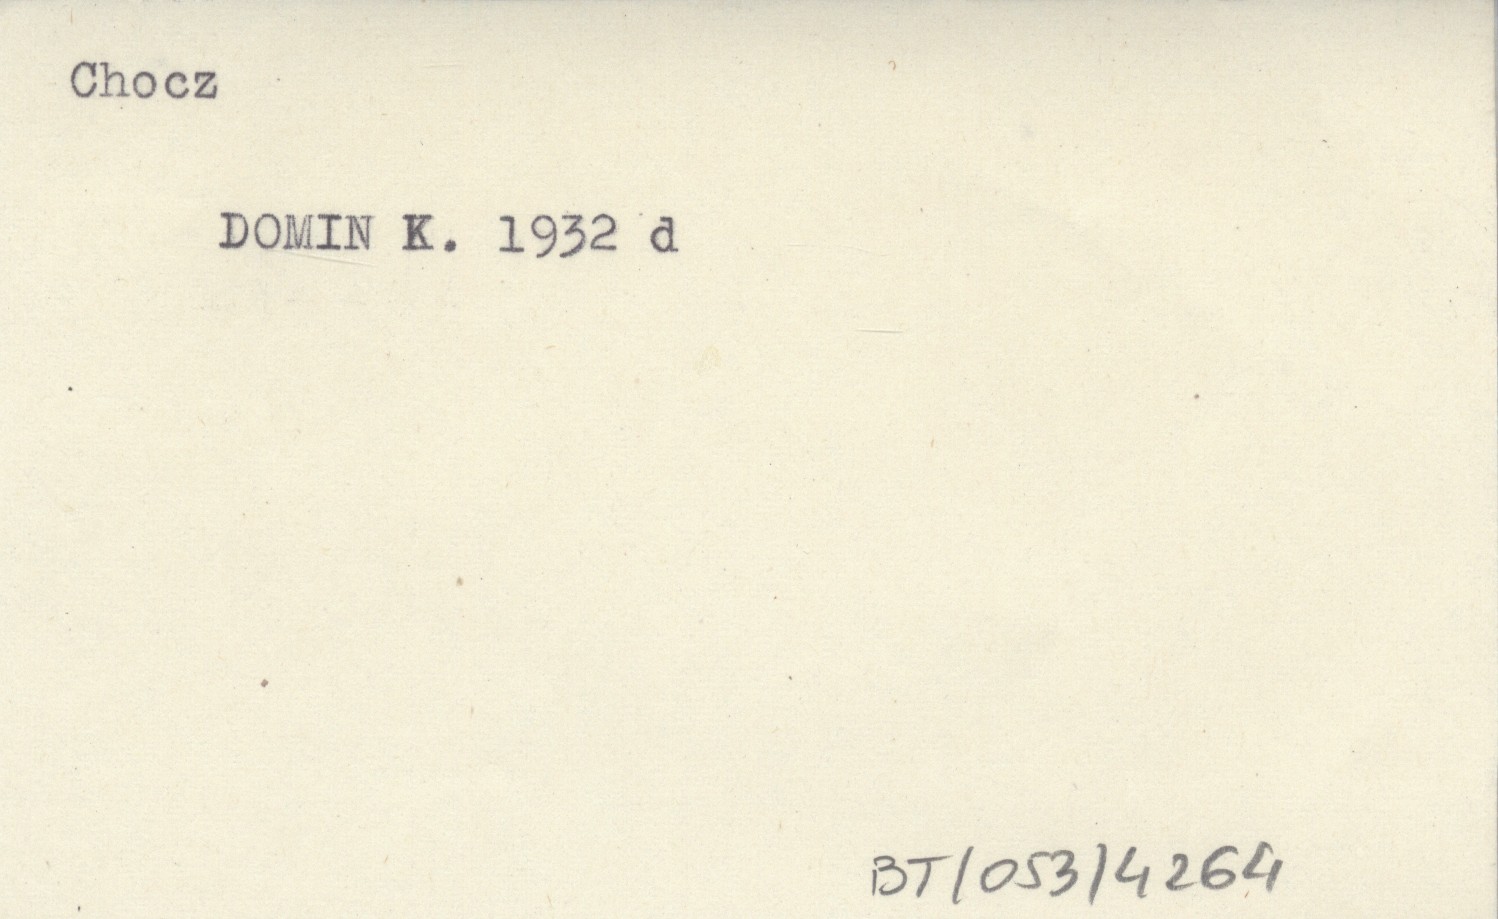 Chocz
DOMIN K. 1932 d
BT/053/4264